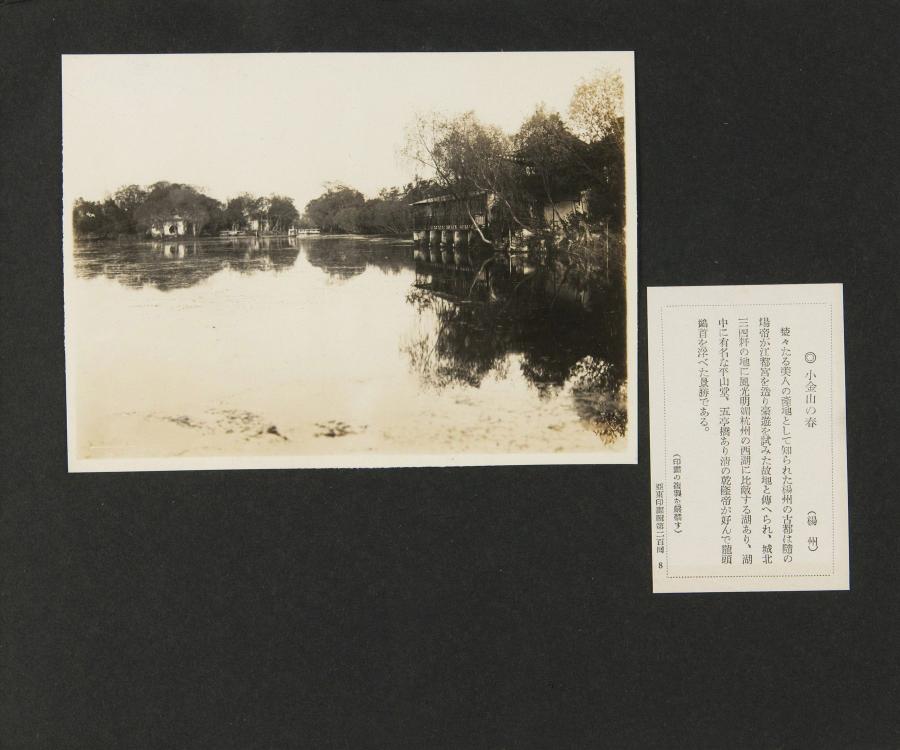 ◎ 小金山の春 (揚州)
楚々たる美人の産地として知られた揚州の古都は隋の
煬帝が江都宮を造り豪遊を試みた故地と傳へられ、城北
三四粁の地に風光明媚杭州の西湖に比敵する湖あり、湖
中に有名な平山堂、五亭橋あり清の乾隆帝が好んで龍頭
鷁首を浮べた景勝である。
(印畫の複製を嚴禁す)
亞東印畫輯第二百回 8